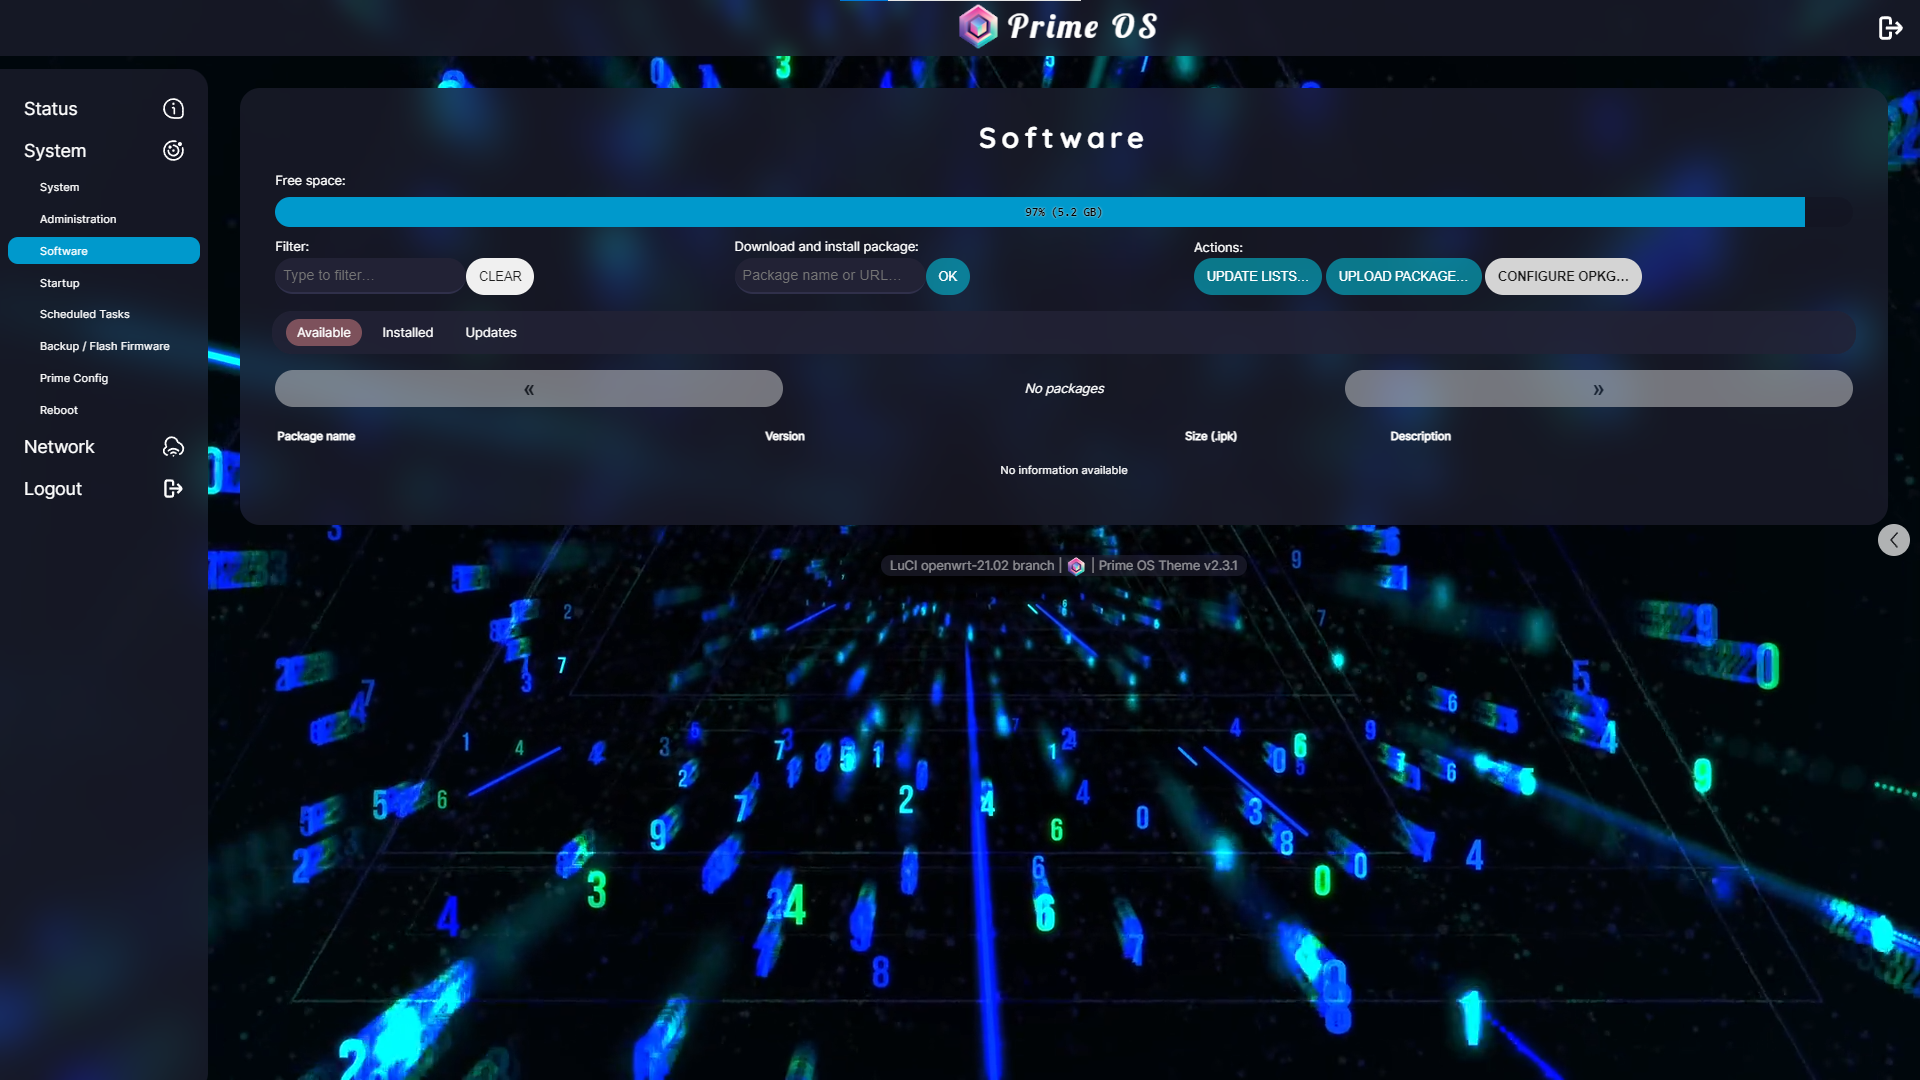 Prime OS
Status
System
System
Administration
Software
Startup
Scheduled Tasks
Backup / Flash Firmware
Prime Config
Reboot
Network
Logout
Software
Free space:
97% (5.2 GB)
Filter:
Type to filter...
CLEAR
Download and install package:
Package name or URL...
OK
Actions:
UPDATE LISTS...
UPLOAD PACKAGE...
CONFIGURE OPKG...
Available
Installed
Updates
«
No packages
»
Package name
Version
Size (.ipk)
Description
No information available
LuCI openwrt-21.02 branch | | Prime OS Theme v2.3.1